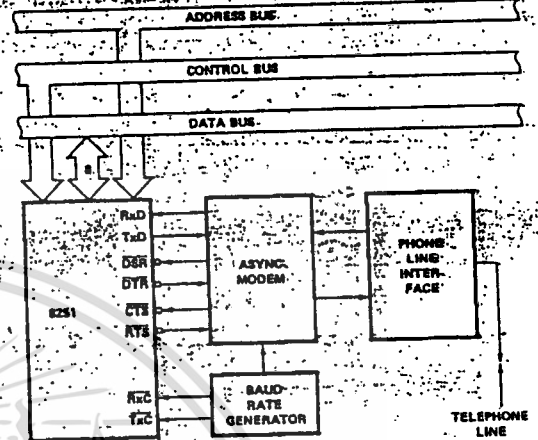 ADDRESS BUS
CONTROL BUS
DATA BUS
8
8251
RxD
TxD
DSR
DTR
CTS
RTS
RxC
TxC
ASYNC
MODEM
PHONE
LINE
INTER-
FACE
BAUD
RATE
GENERATOR
TELEPHONE
LINE